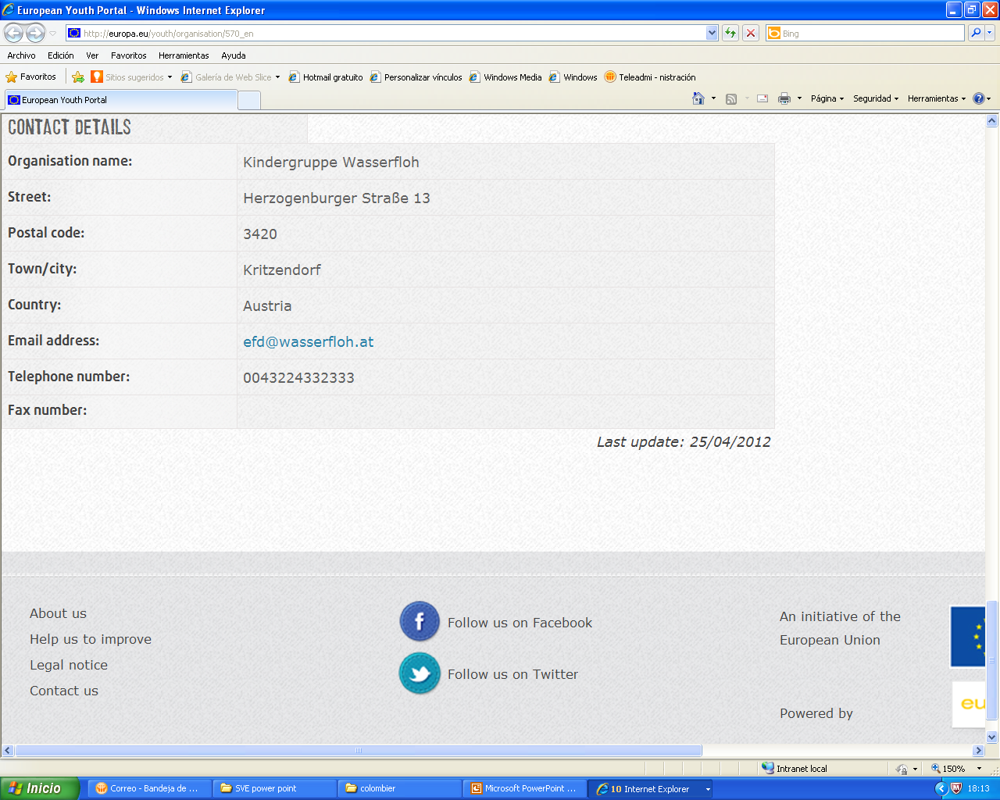 European Youth Portal - Windows Internet Explorer
http://europa.eu/youth/organisation/570_en
Bing
Archivo Edición Ver Favoritos Herramientas Ayuda
Favoritos Sitios sugeridos Galería de Web Slice Hotmail gratuito Personalizar vínculos Windows Media Windows Teleadmi - nistración
European Youth Portal
Página Seguridad Herramientas
CONTACT DETAILS
Organisation name: Kindergruppe Wasserfloh
Street: Herzogenburger Straße 13
Postal code: 3420
Town/city: Kritzendorf
Country: Austria
Email address: efd@wasserfloh.at
Telephone number: 0043224332333
Fax number:
Last update: 25/04/2012
About us
Help us to improve
Legal notice
Contact us
Follow us on Facebook
Follow us on Twitter
An initiative of the
European Union
Powered by
eu
Intranet local 150%
Inicio Correo - Bandeja de ... SVE power point colombier Microsoft PowerPoint ... 10 Internet Explorer 18:13